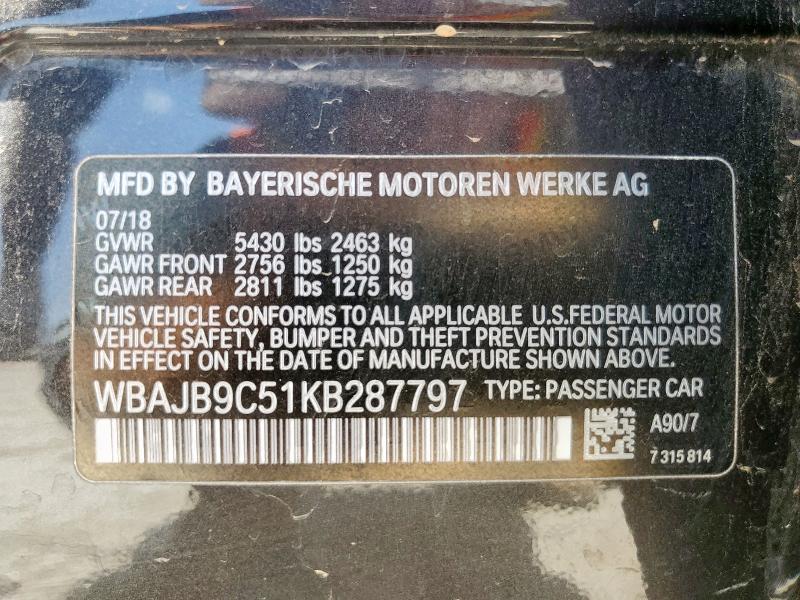 MFD BY BAYERISCHE MOTOREN WERKE AG
07/18
GVWR 5430 lbs 2463 kg
GAWR FRONT 2756 lbs 1250 kg
GAWR REAR 2811 lbs 1275 kg
THIS VEHICLE CONFORMS TO ALL APPLICABLE U.S.FEDERAL MOTOR
VEHICLE SAFETY, BUMPER AND THEFT PREVENTION STANDARDS
IN EFFECT ON THE DATE OF MANUFACTURE SHOWN ABOVE.
WBAJB9C51KB287797 TYPE: PASSENGER CAR
A90/7
7 315 814